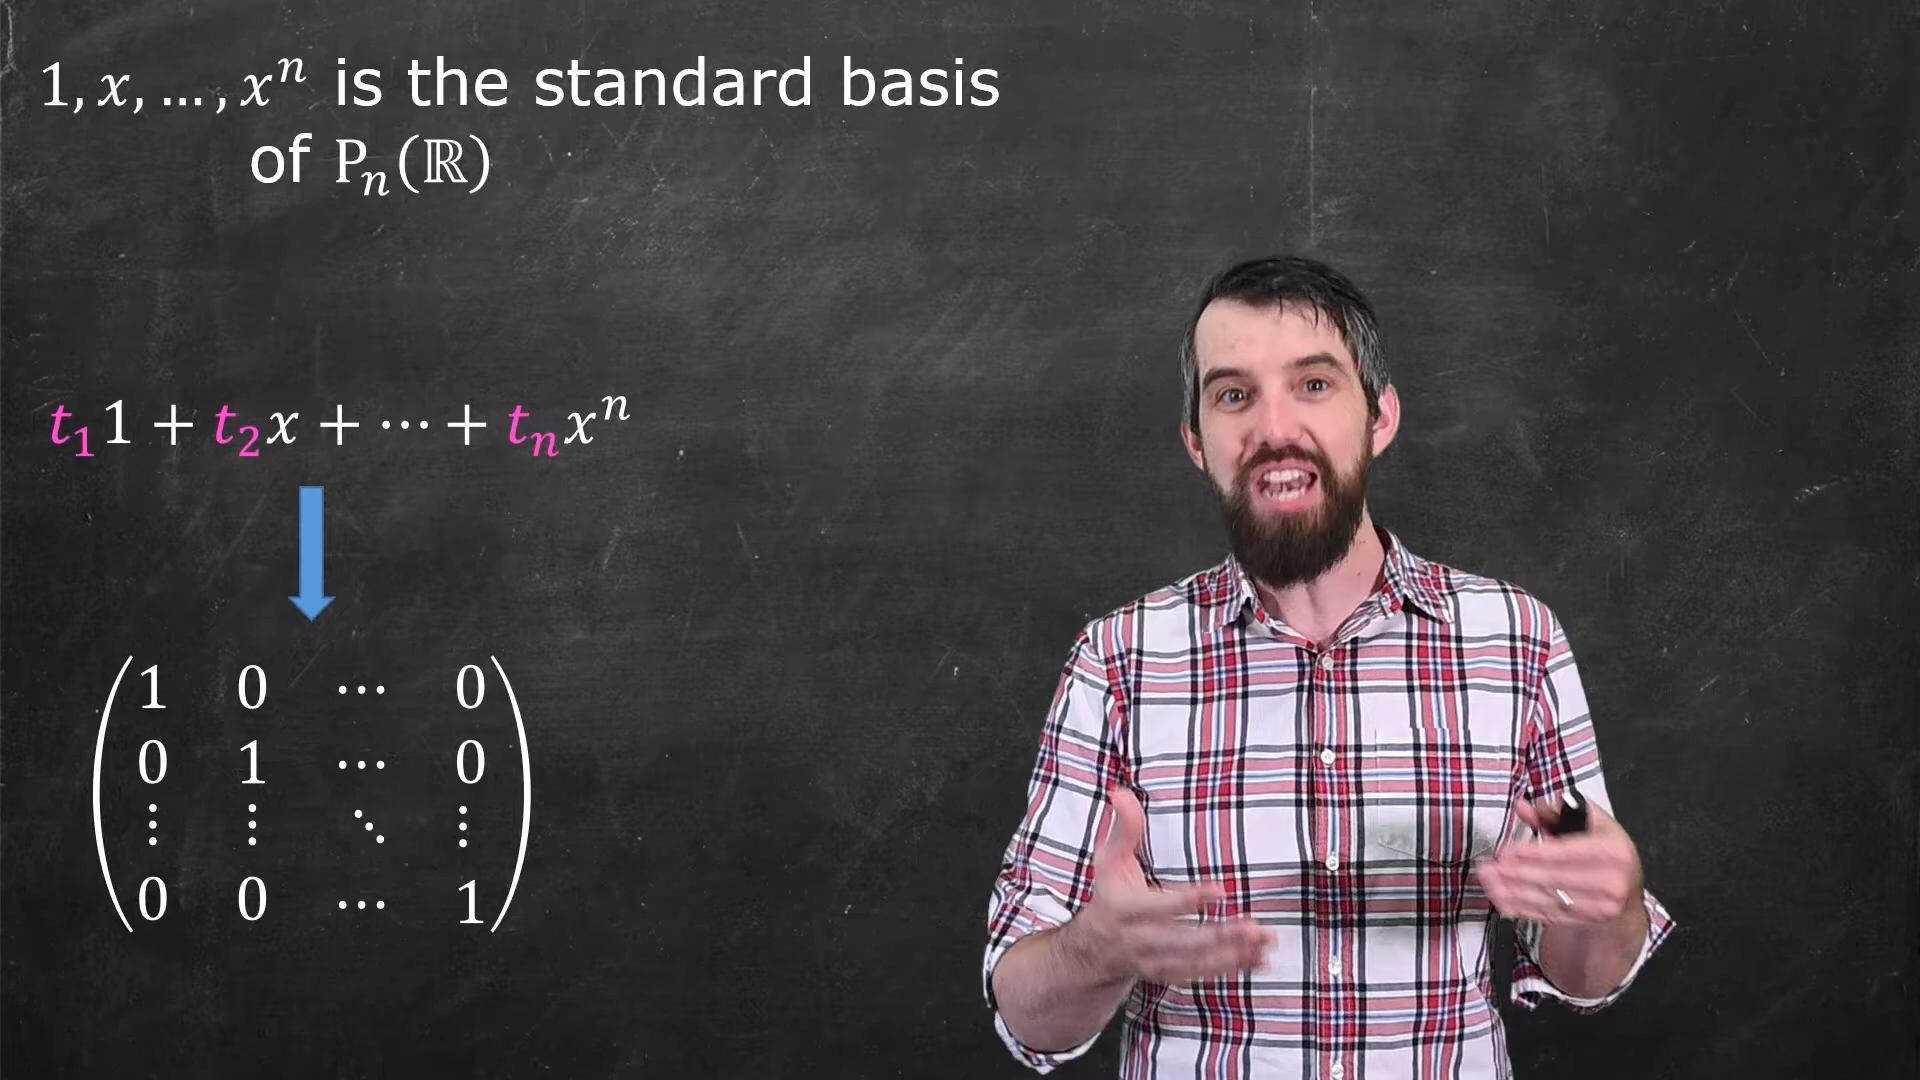 1, x, …, xⁿ is the standard basis
of Pₙ(ℝ)
t₁1 + t₂x + ⋯ + tₙxⁿ
1 0 ⋯ 0
0 1 ⋯ 0
⋮ ⋮ ⋱ ⋮
0 0 ⋯ 1